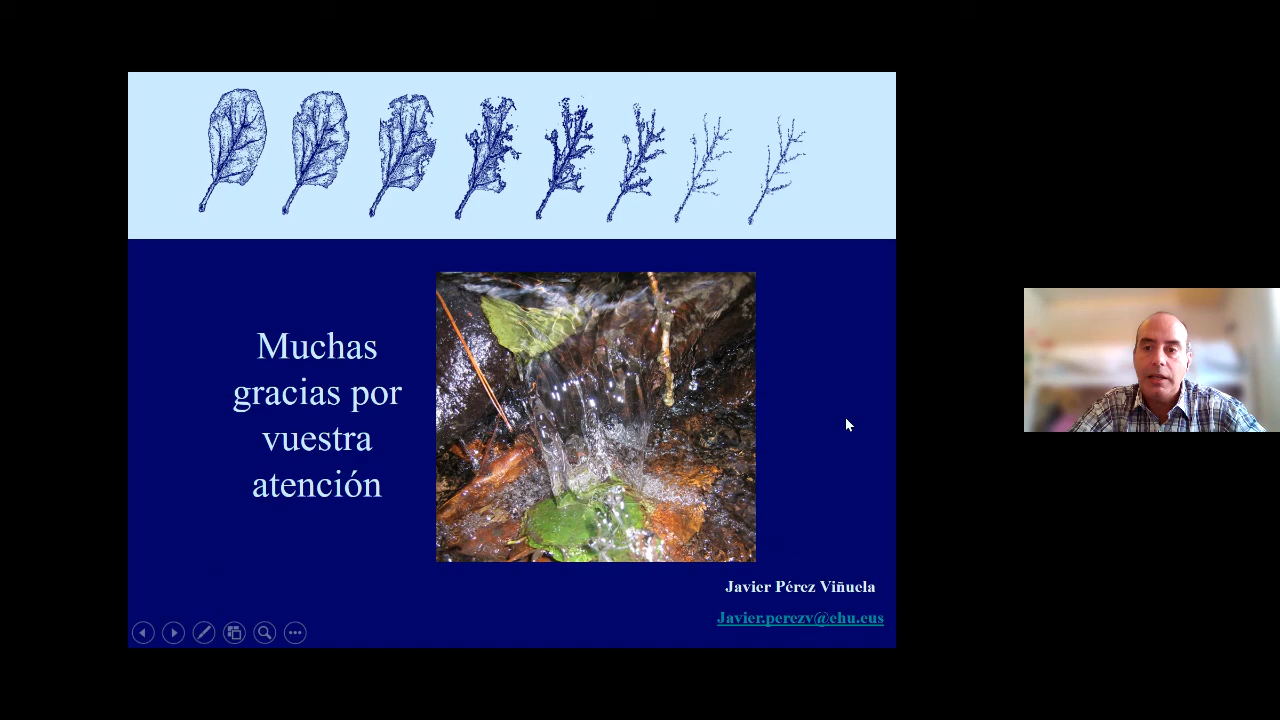 Muchas
gracias por
vuestra
atención
Javier Pérez Viñuela
Javier.perezv@ehu.eus